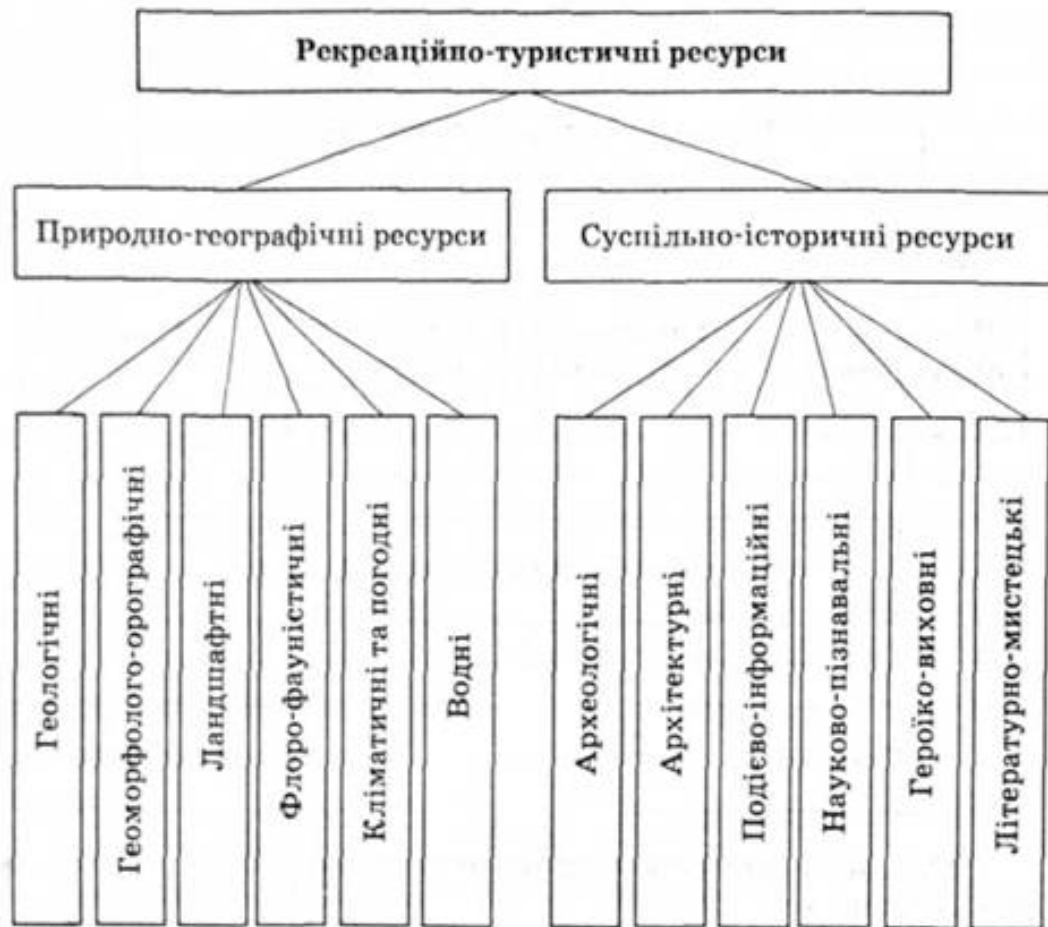 Рекреаційно-туристичні ресурси
Природно-географічні ресурси
Суспільно-історичні ресурси
Геологічні
Геоморфолого-орографічні
Ландшафтні
Флоро-фауністичні
Кліматичні та погодні
Водні
Археологічні
Архітектурні
Подієво-інформаційні
Науково-пізнавальні
Героїко-виховні
Літературно-мистецькі